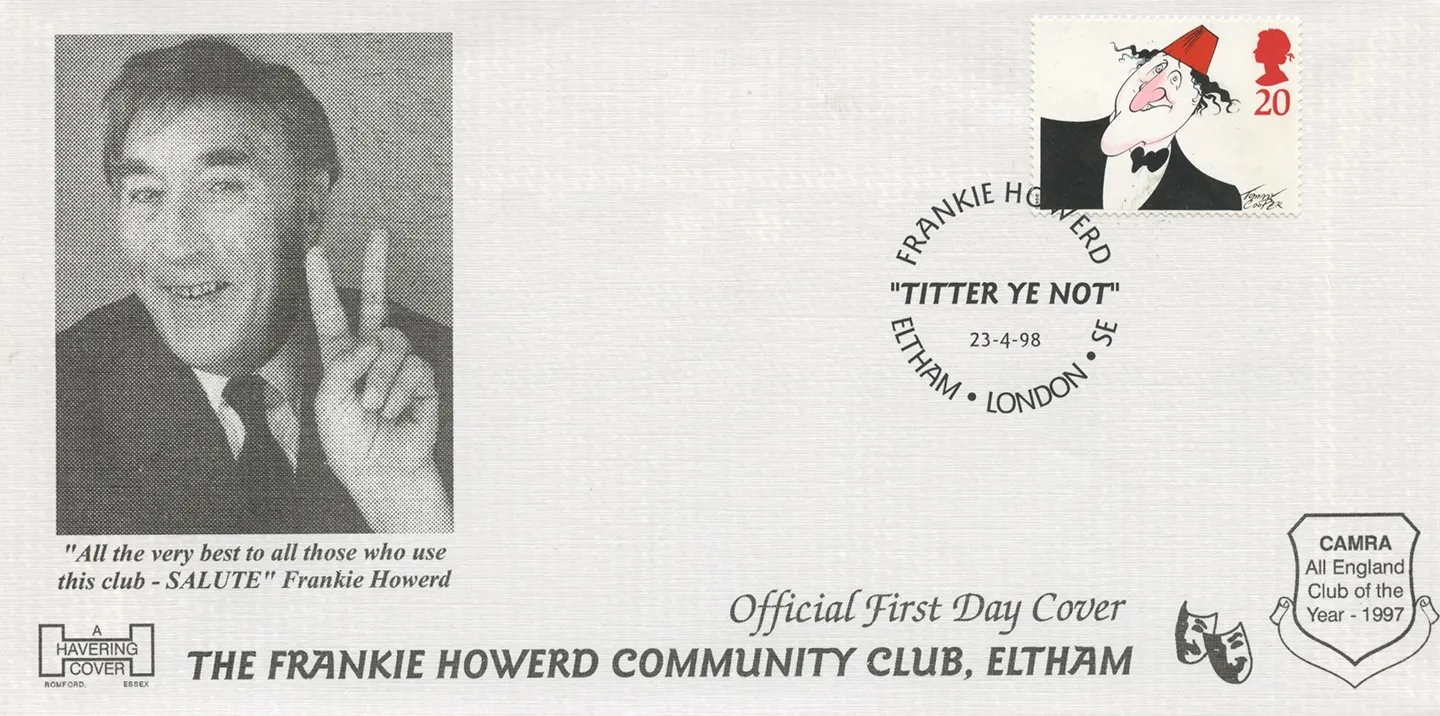 20
Tommy
Cooper
FRANKIE HOWERD
"TITTER YE NOT"
23-4-98
ELTHAM • LONDON • SE
"All the very best to all those who use
this club - SALUTE" Frankie Howerd
A
HAVERING
COVER
ROMFORD, ESSEX
Official First Day Cover
THE FRANKIE HOWERD COMMUNITY CLUB, ELTHAM
CAMRA
All England
Club of the
Year - 1997